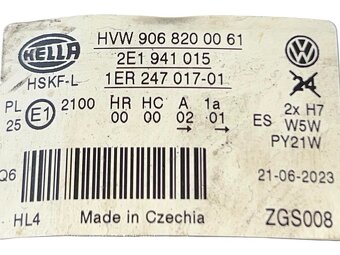 HELLA HVW 906 820 00 61
2E1 941 015
HSKF-L 1ER 247 017-01
PL E1 2100 HR HC A 1a 2x H7
25 00 00 02 01 ES W5W
PY21W
Q6 21-06-2023
HL4 Made in Czechia ZGS008